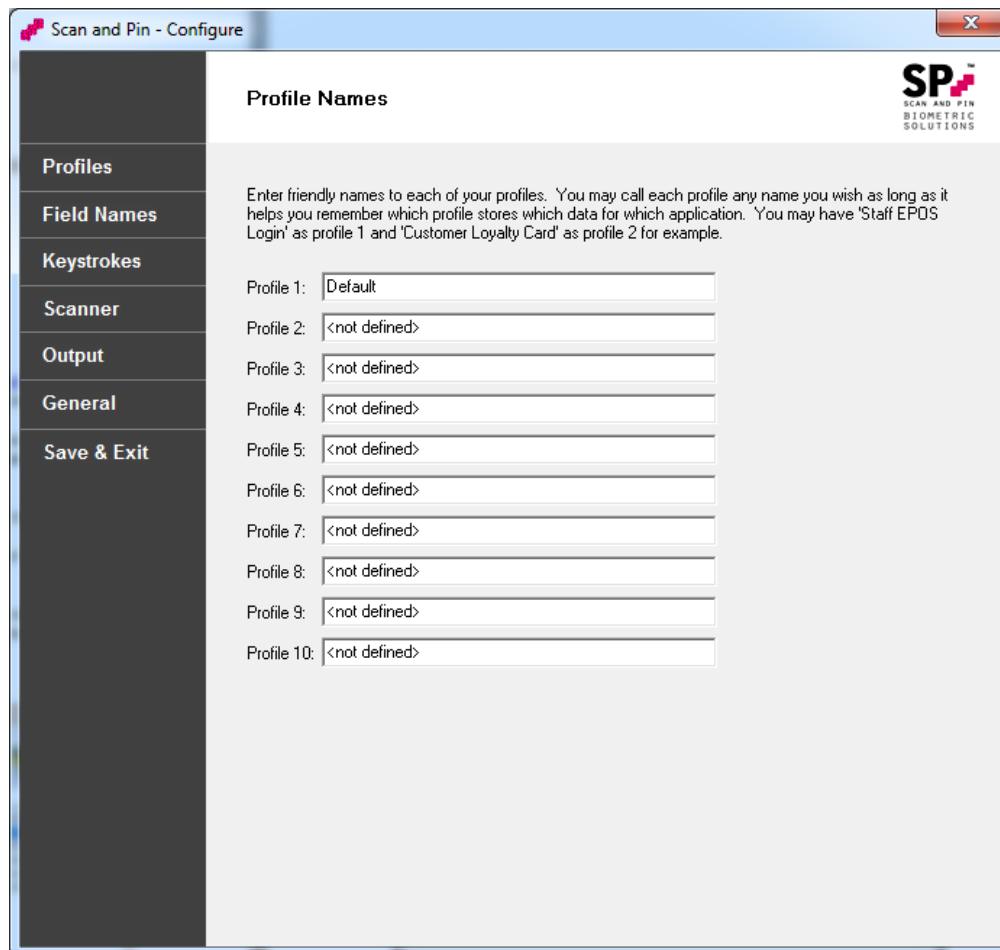 Scan and Pin - Configure
Profile Names
SP™
SCAN AND PIN
BIOMETRIC
SOLUTIONS
Profiles
Field Names
Keystrokes
Scanner
Output
General
Save & Exit
Enter friendly names to each of your profiles.  You may call each profile any name you wish as long as it
helps you remember which profile stores which data for which application.  You may have 'Staff EPOS
Login' as profile 1 and 'Customer Loyalty Card' as profile 2 for example.
Profile 1: Default
Profile 2: <not defined>
Profile 3: <not defined>
Profile 4: <not defined>
Profile 5: <not defined>
Profile 6: <not defined>
Profile 7: <not defined>
Profile 8: <not defined>
Profile 9: <not defined>
Profile 10: <not defined>